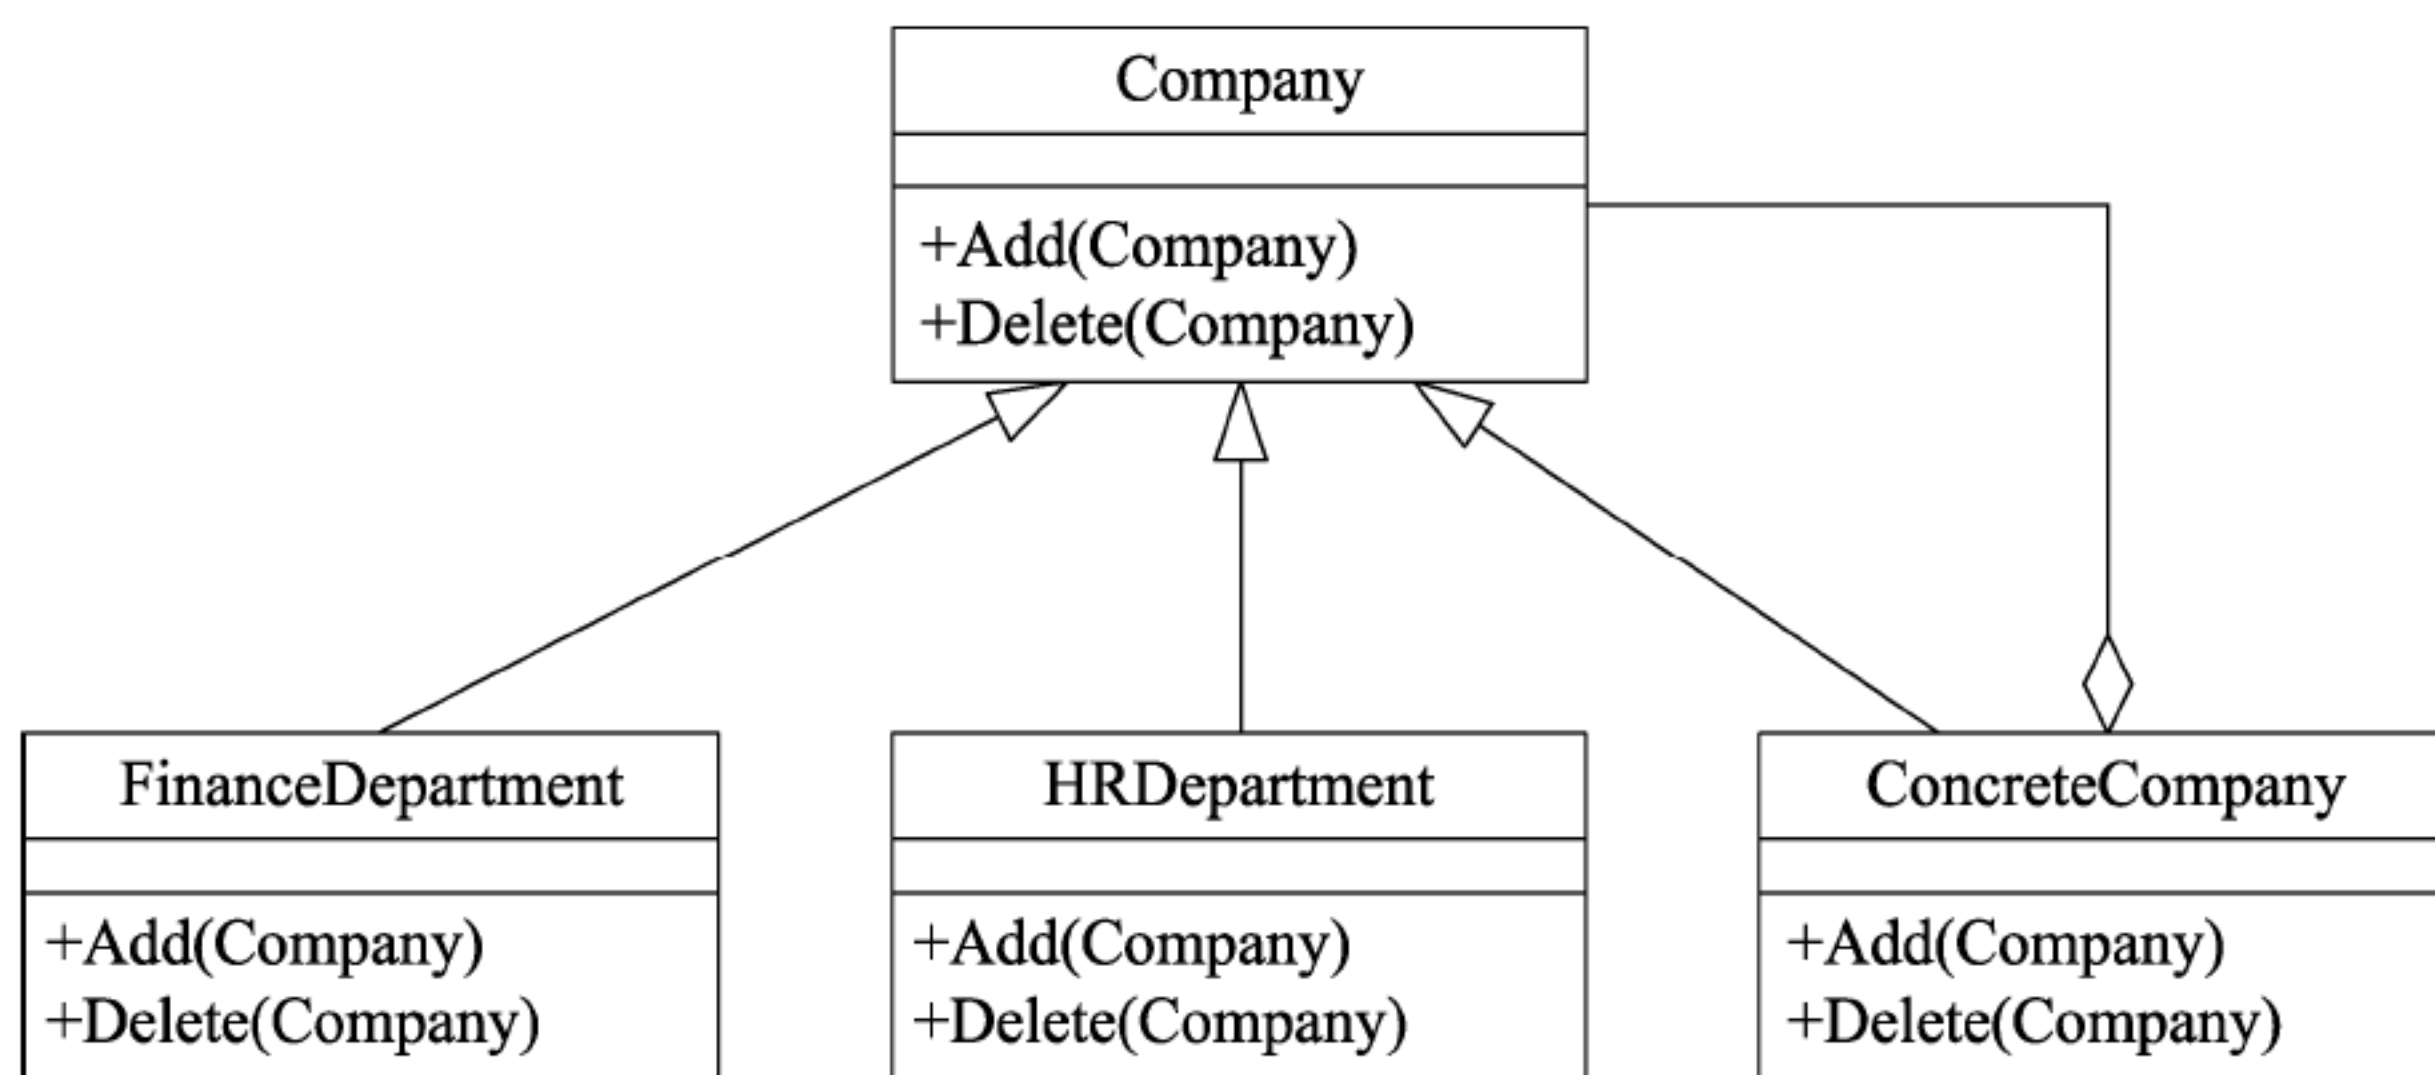 Company
+Add(Company)
+Delete(Company)
FinanceDepartment
+Add(Company)
+Delete(Company)
HRDepartment
+Add(Company)
+Delete(Company)
ConcreteCompany
+Add(Company)
+Delete(Company)